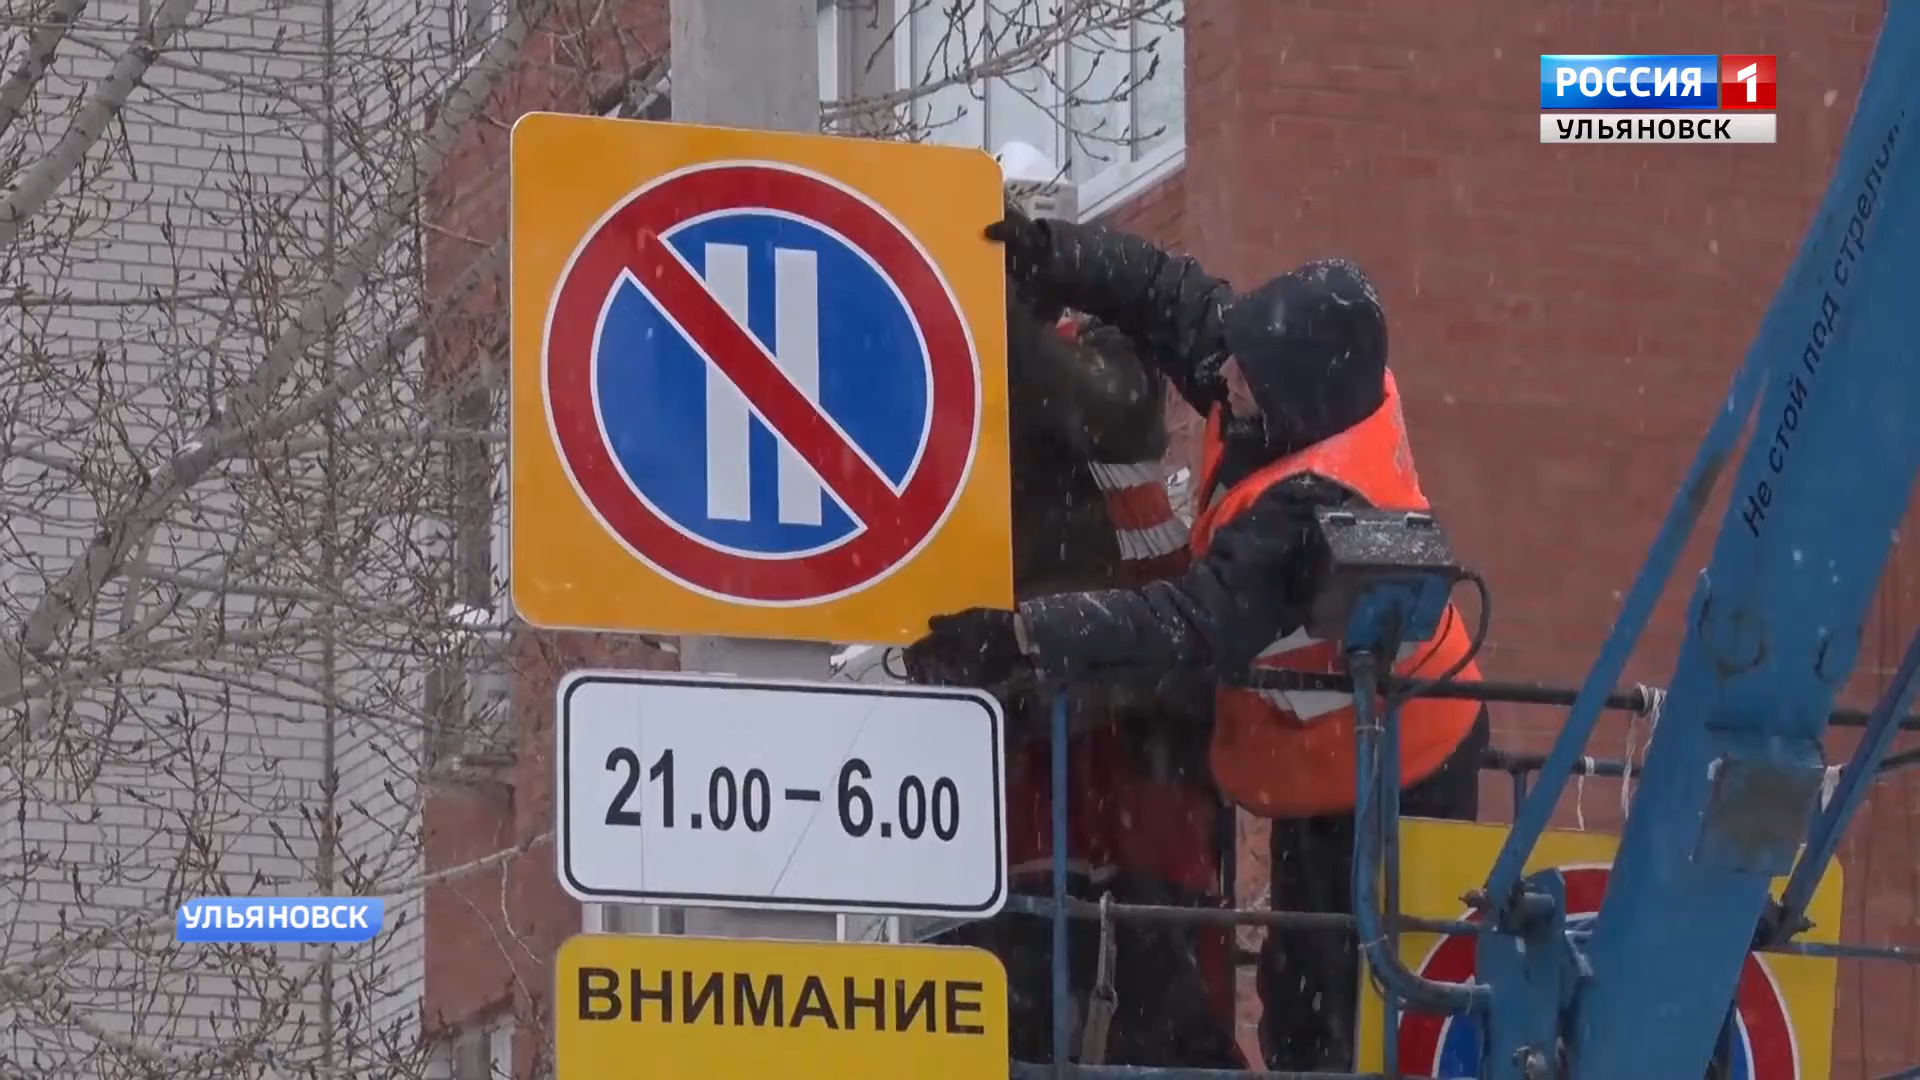 РОССИЯ 1
УЛЬЯНОВСК
Не стой под стрелой
21.00 – 6.00
УЛЬЯНОВСК
ВНИМАНИЕ